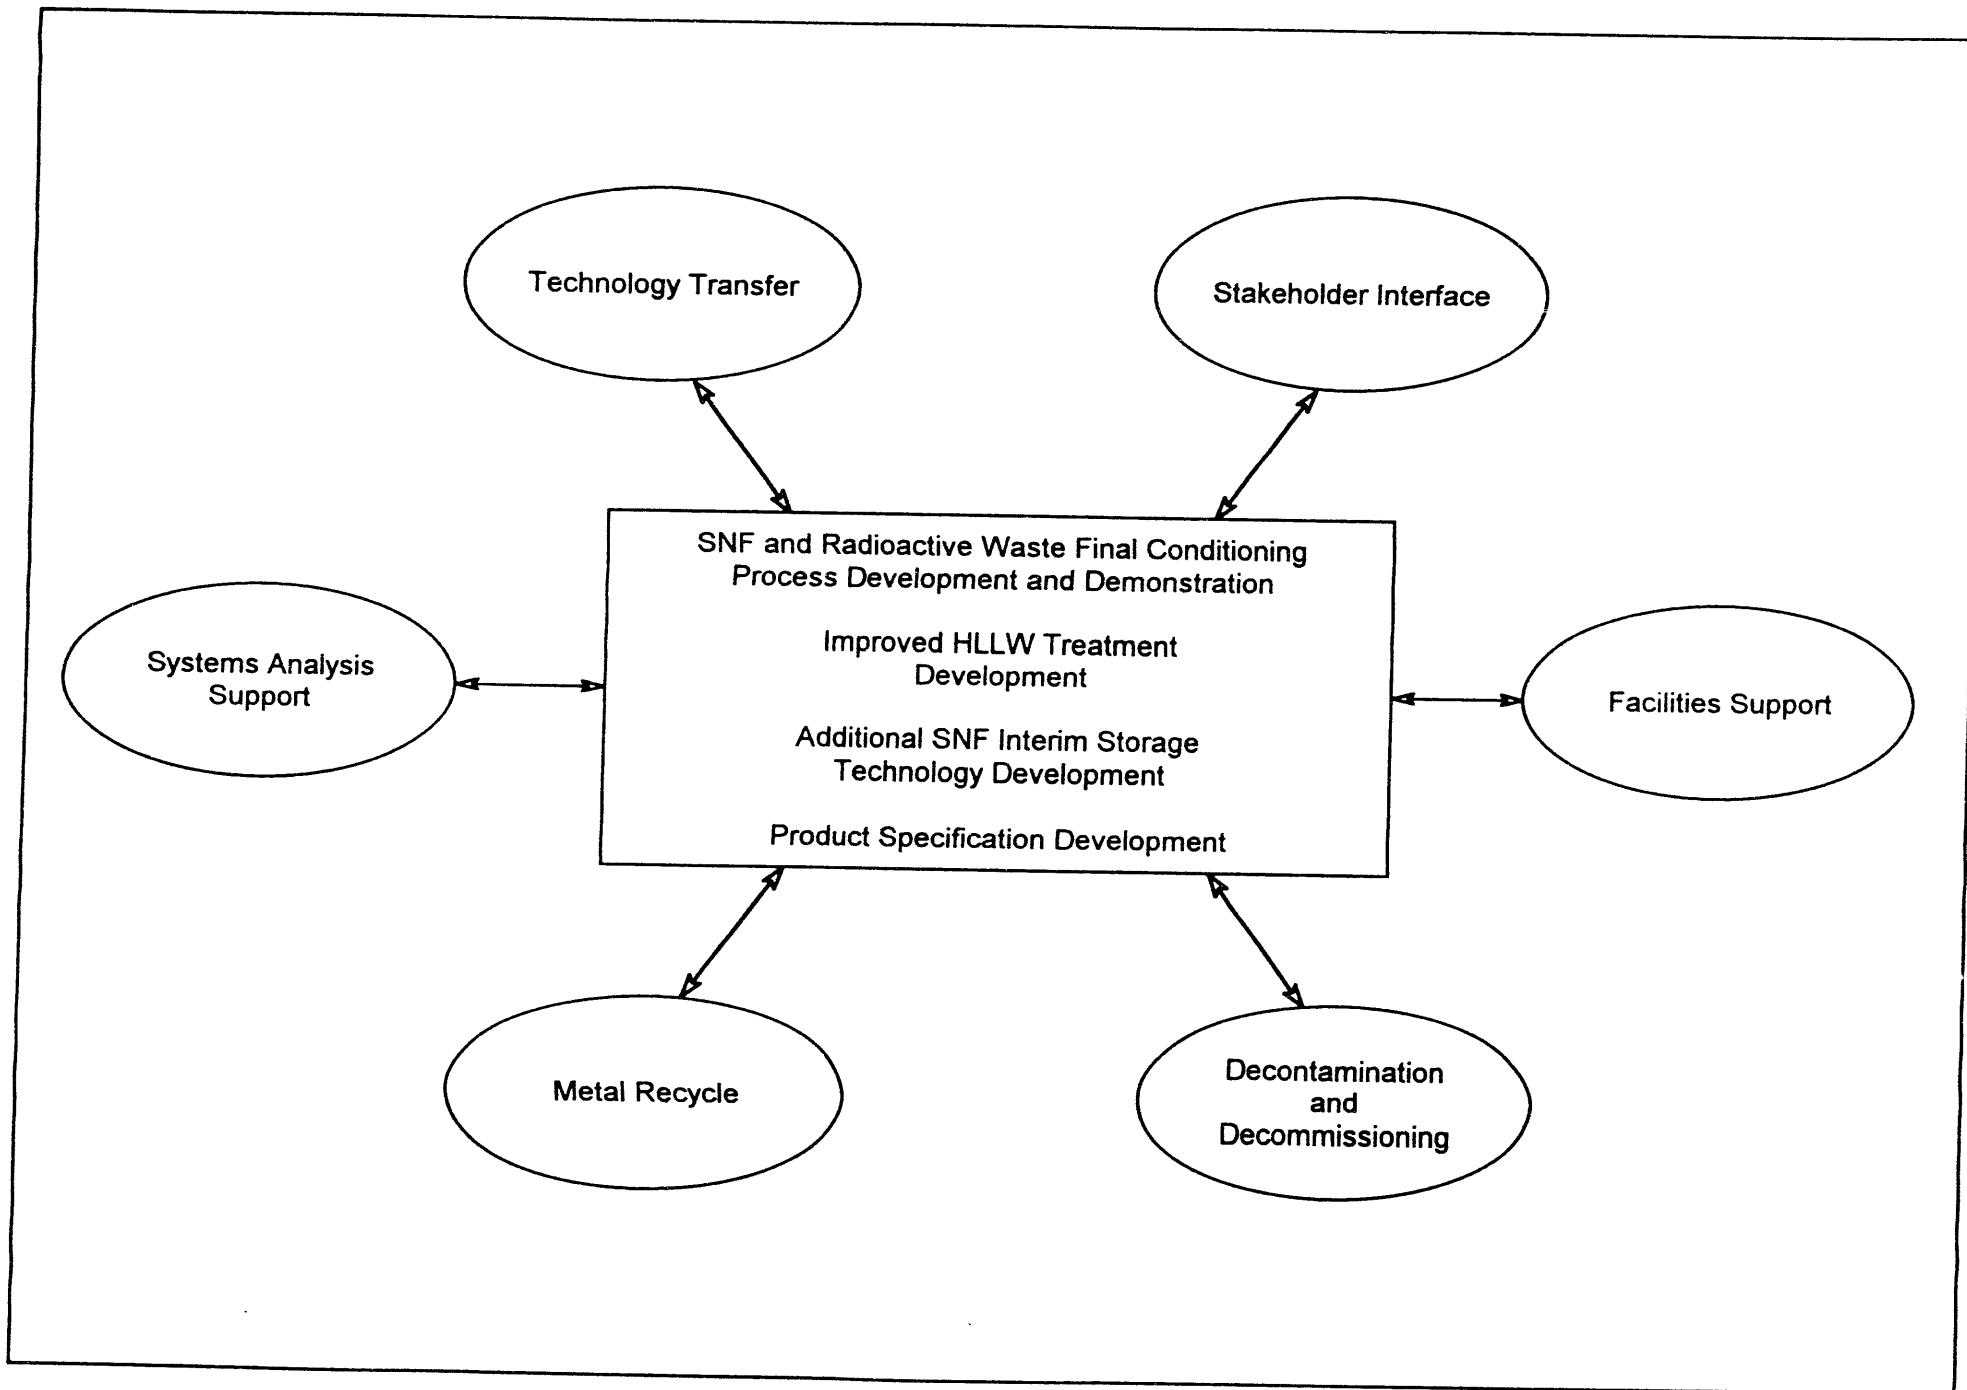 Technology Transfer
Stakeholder Interface
SNF and Radioactive Waste Final Conditioning
Process Development and Demonstration
Improved HLLW Treatment
Development
Additional SNF Interim Storage
Technology Development
Product Specification Development
Systems Analysis
Support
Facilities Support
Metal Recycle
Decontamination
and
Decommissioning